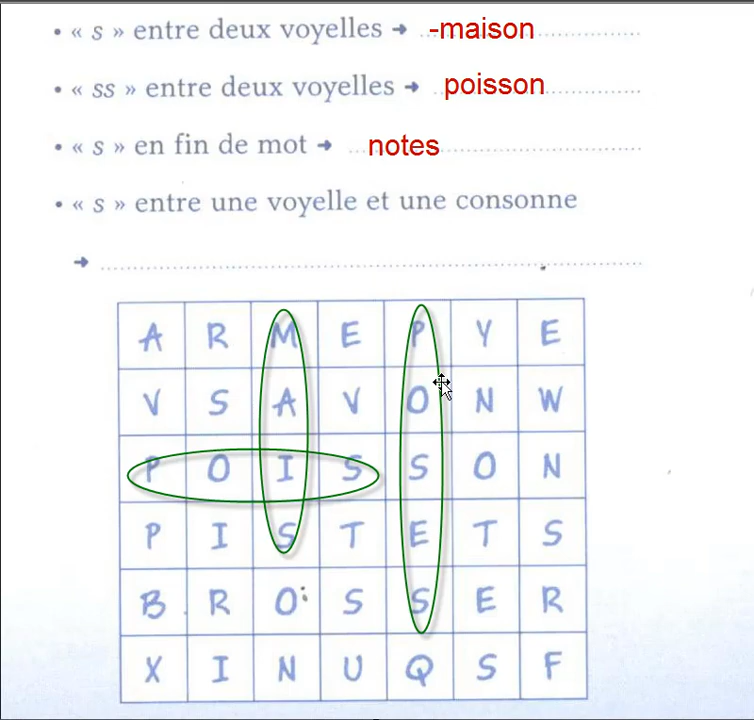 • « s » entre deux voyelles → -maison
• « ss » entre deux voyelles → poisson
• « s » en fin de mot → notes
• « s » entre une voyelle et une consonne
→
A R M E P Y E
V S A V O N W
P O I S S O N
P I S T E T S
B R O S S E R
X I N U Q S F